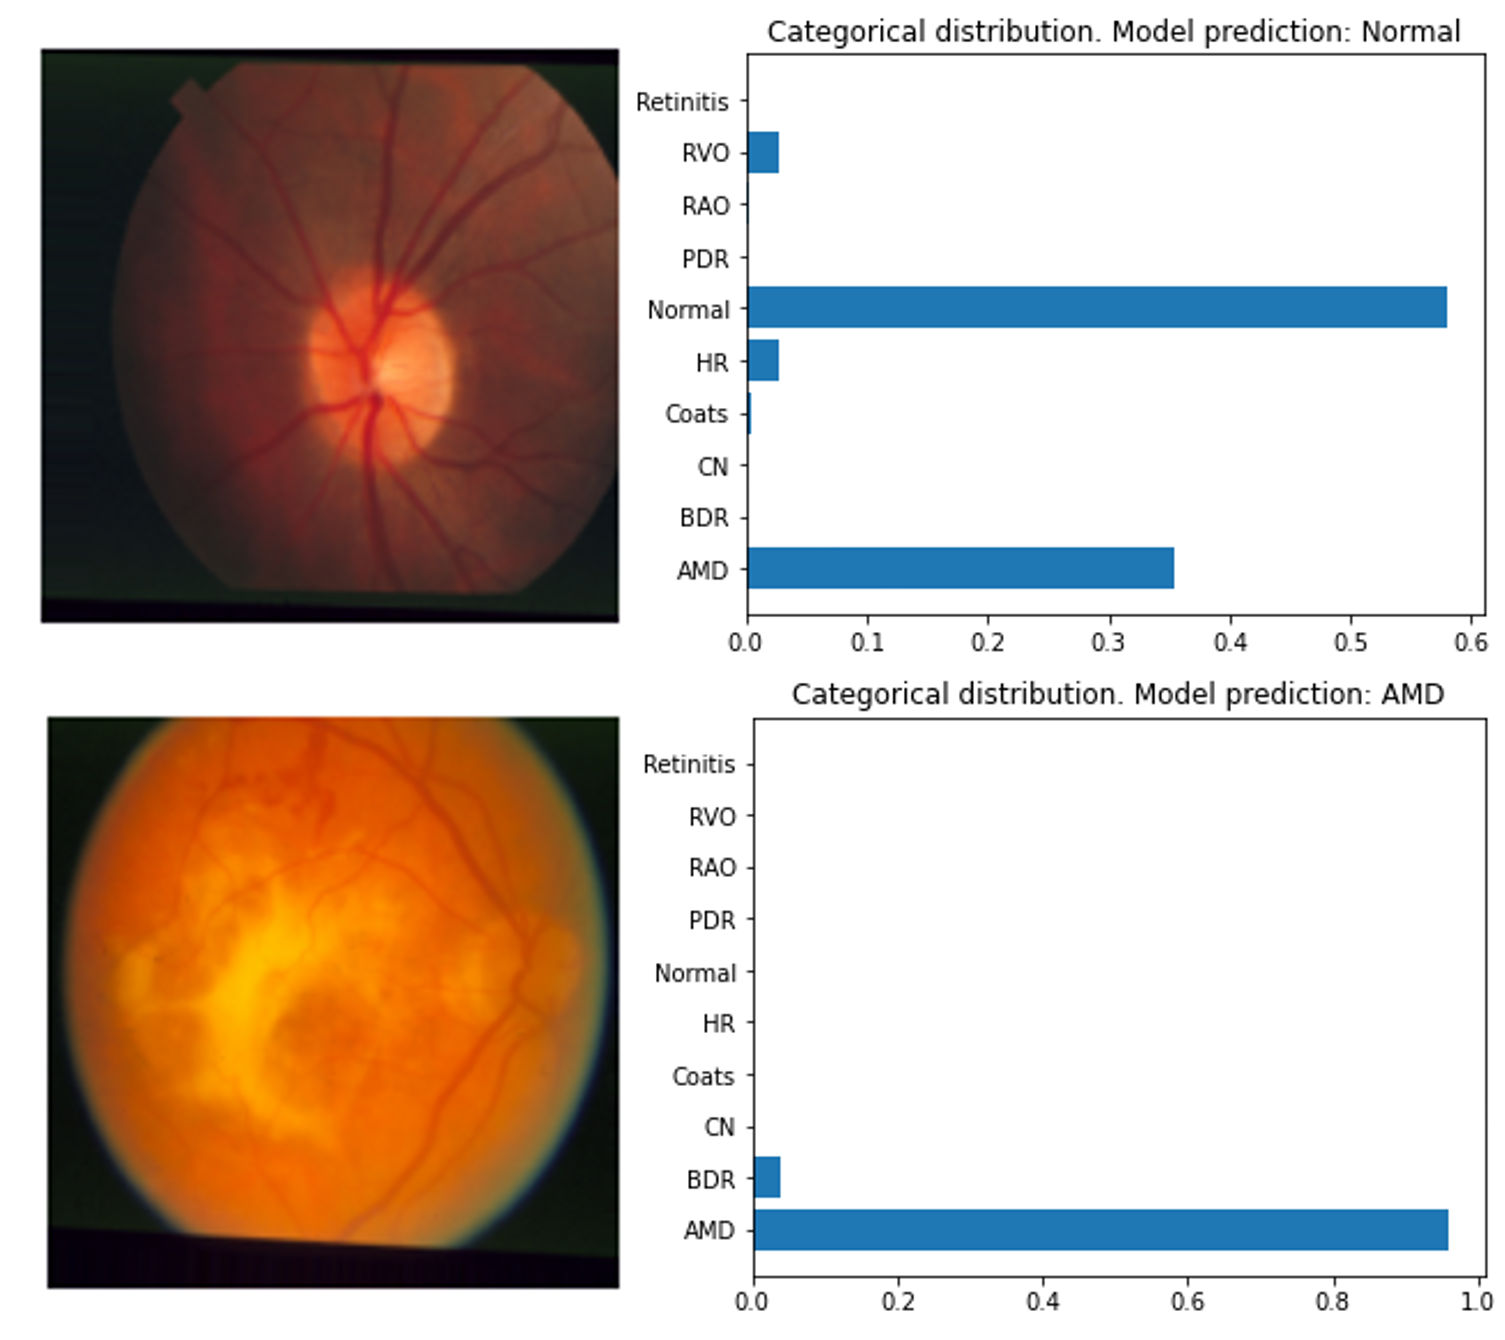 Categorical distribution. Model prediction: Normal
Retinitis
RVO
RAO
PDR
Normal
HR
Coats
CN
BDR
AMD
0.0 0.1 0.2 0.3 0.4 0.5 0.6
Categorical distribution. Model prediction: AMD
Retinitis
RVO
RAO
PDR
Normal
HR
Coats
CN
BDR
AMD
0.0 0.2 0.4 0.6 0.8 1.0